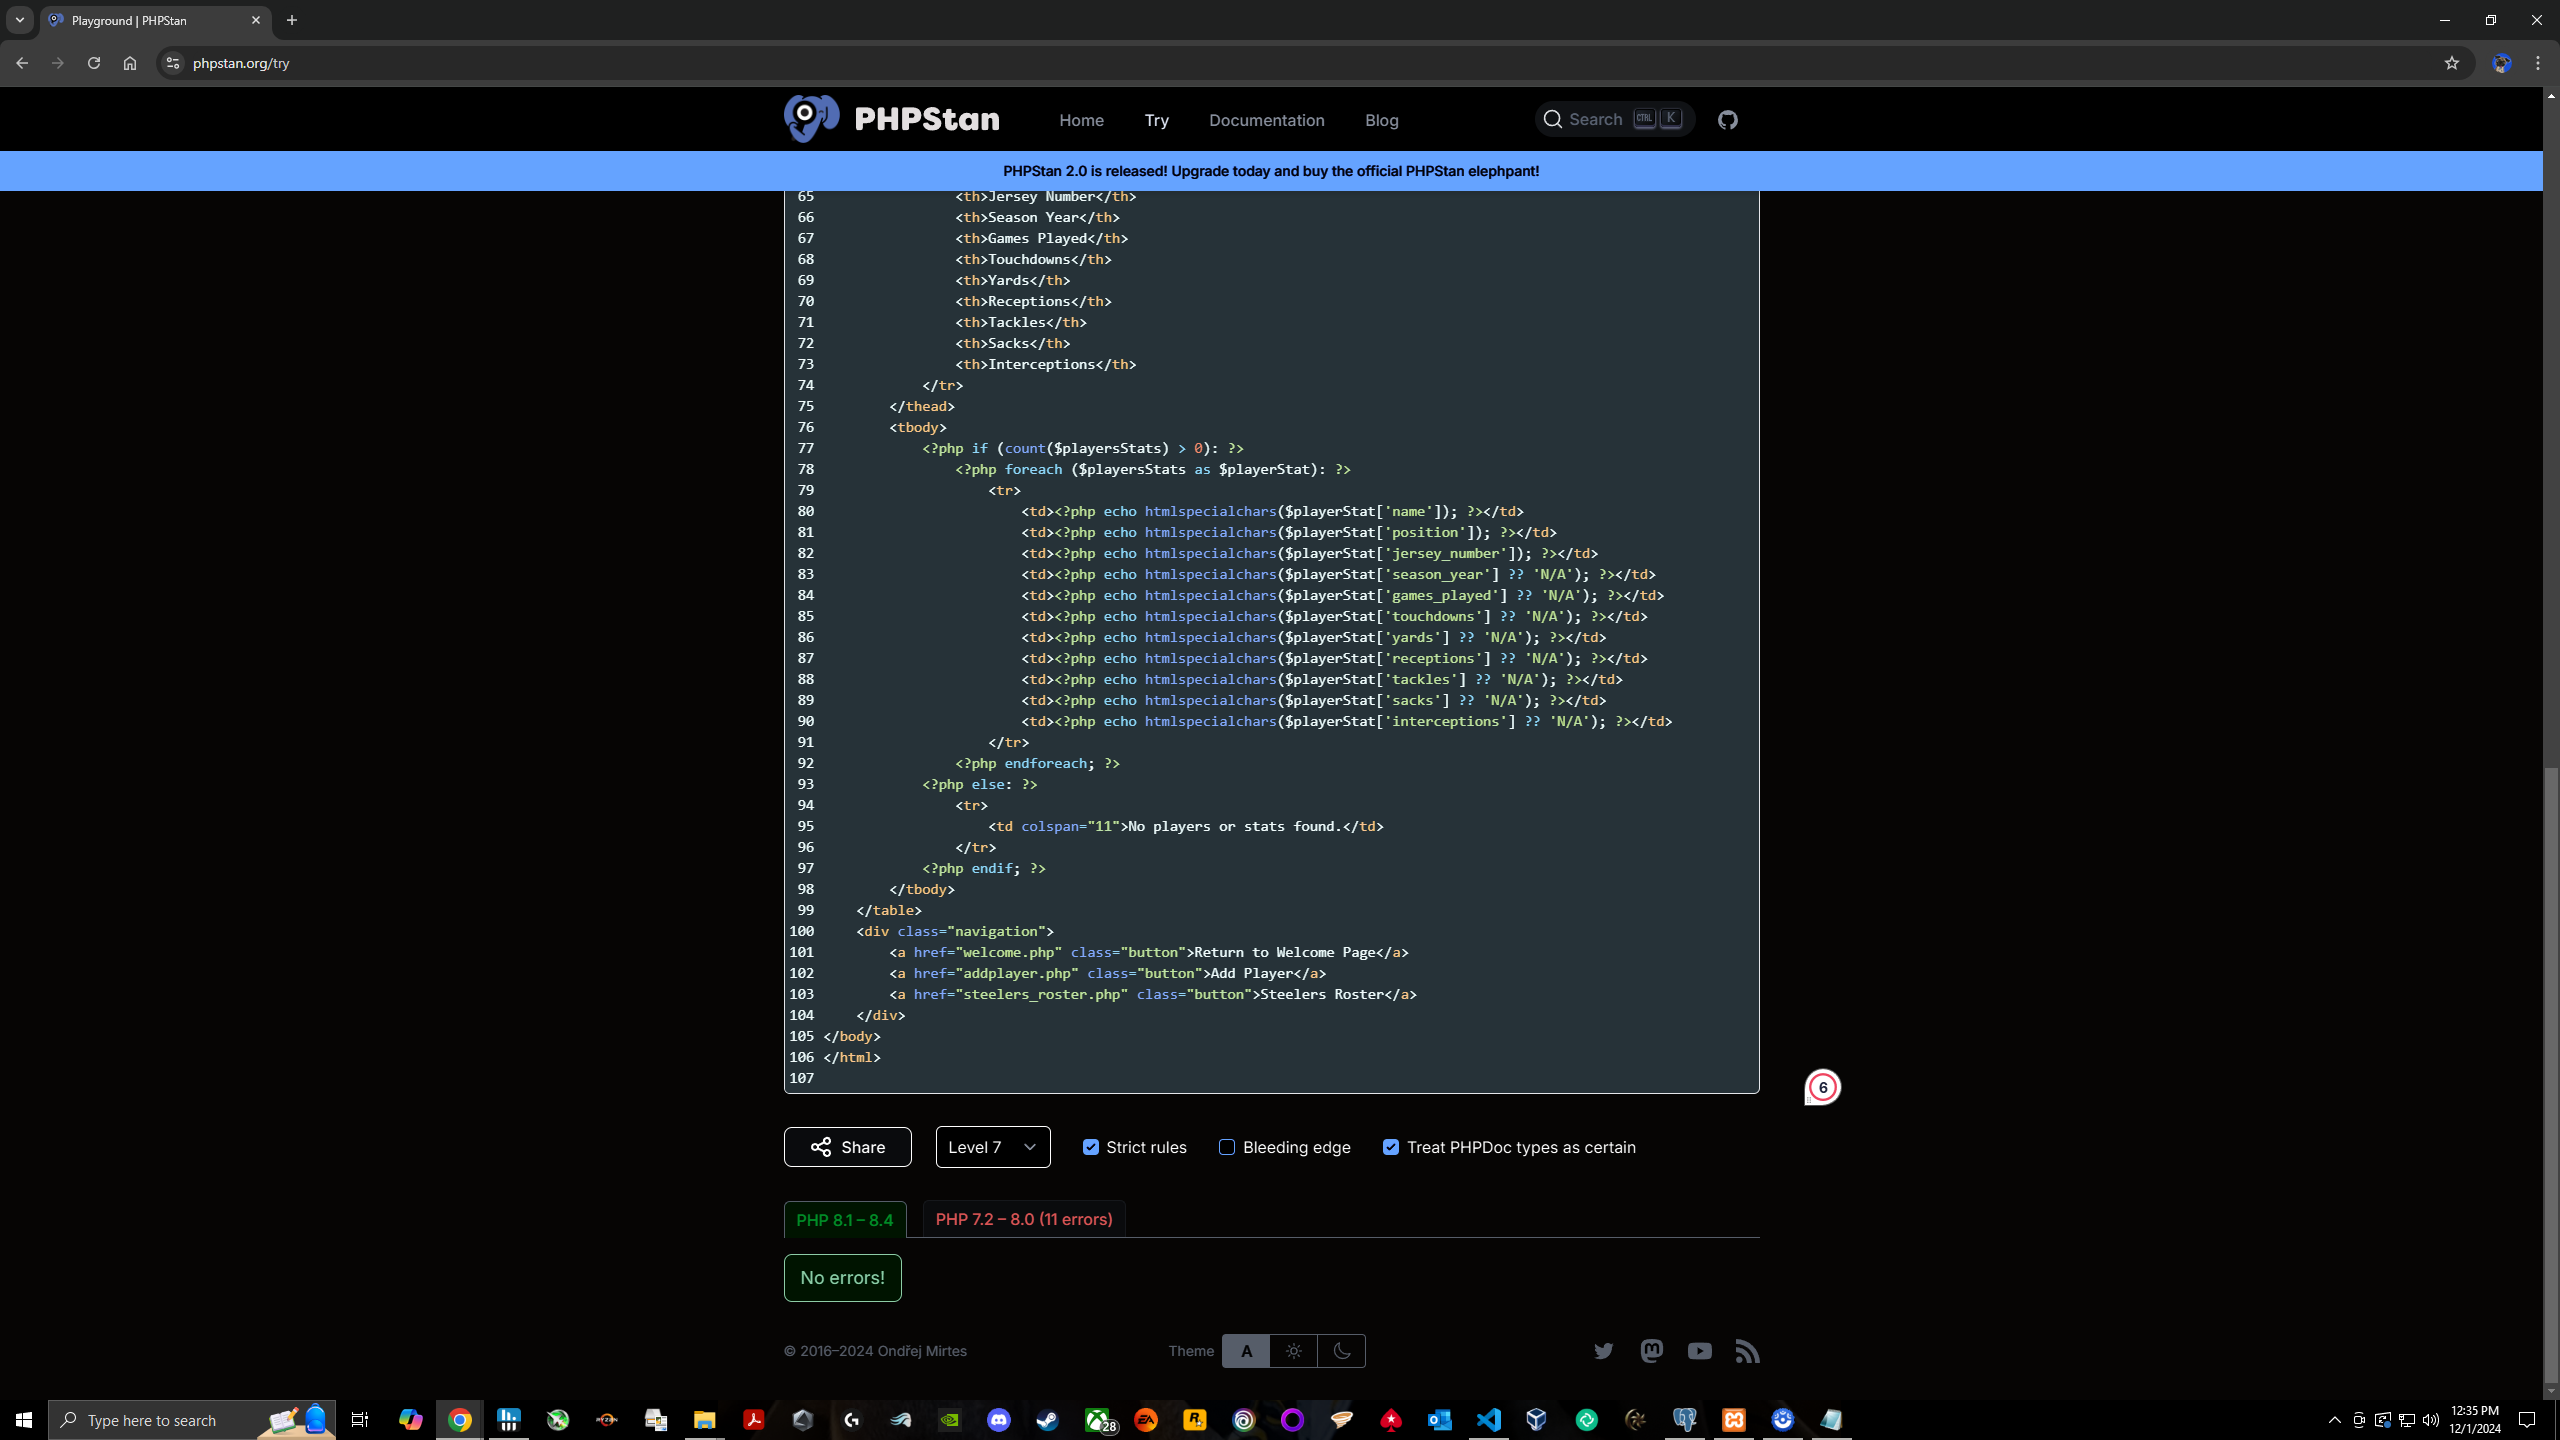 Playground | PHPStan
phpstan.org/try
PHPStan
Home
Try
Documentation
Blog
Search
CTRL
K
PHPStan 2.0 is released! Upgrade today and buy the official PHPStan elephpant!
65 <th>Jersey Number</th>
66 <th>Season Year</th>
67 <th>Games Played</th>
68 <th>Touchdowns</th>
69 <th>Yards</th>
70 <th>Receptions</th>
71 <th>Tackles</th>
72 <th>Sacks</th>
73 <th>Interceptions</th>
74 </tr>
75 </thead>
76 <tbody>
77 <?php if (count($playersStats) > 0): ?>
78 <?php foreach ($playersStats as $playerStat): ?>
79 <tr>
80 <td><?php echo htmlspecialchars($playerStat['name']); ?></td>
81 <td><?php echo htmlspecialchars($playerStat['position']); ?></td>
82 <td><?php echo htmlspecialchars($playerStat['jersey_number']); ?></td>
83 <td><?php echo htmlspecialchars($playerStat['season_year'] ?? 'N/A'); ?></td>
84 <td><?php echo htmlspecialchars($playerStat['games_played'] ?? 'N/A'); ?></td>
85 <td><?php echo htmlspecialchars($playerStat['touchdowns'] ?? 'N/A'); ?></td>
86 <td><?php echo htmlspecialchars($playerStat['yards'] ?? 'N/A'); ?></td>
87 <td><?php echo htmlspecialchars($playerStat['receptions'] ?? 'N/A'); ?></td>
88 <td><?php echo htmlspecialchars($playerStat['tackles'] ?? 'N/A'); ?></td>
89 <td><?php echo htmlspecialchars($playerStat['sacks'] ?? 'N/A'); ?></td>
90 <td><?php echo htmlspecialchars($playerStat['interceptions'] ?? 'N/A'); ?></td>
91 </tr>
92 <?php endforeach; ?>
93 <?php else: ?>
94 <tr>
95 <td colspan="11">No players or stats found.</td>
96 </tr>
97 <?php endif; ?>
98 </tbody>
99 </table>
100 <div class="navigation">
101 <a href="welcome.php" class="button">Return to Welcome Page</a>
102 <a href="addplayer.php" class="button">Add Player</a>
103 <a href="steelers_roster.php" class="button">Steelers Roster</a>
104 </div>
105 </body>
106 </html>
107
6
Share
Level 7
Strict rules
Bleeding edge
Treat PHPDoc types as certain
PHP 8.1 – 8.4
PHP 7.2 – 8.0 (11 errors)
No errors!
© 2016–2024 Ondřej Mirtes
Theme
A
Type here to search
RYZEN
EA
R
28
12:35 PM
12/1/2024